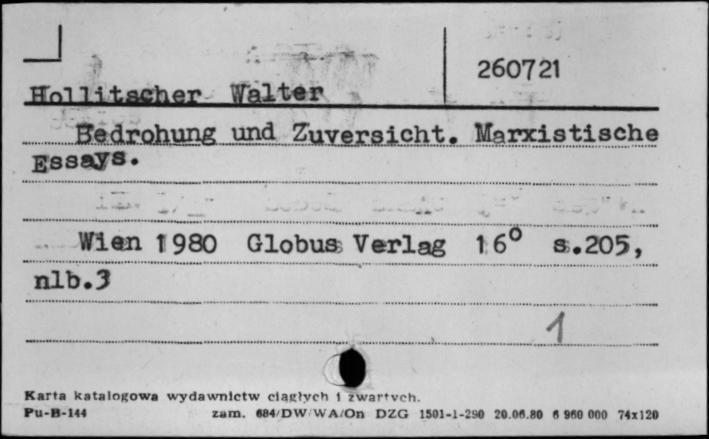 260721
Hollitscher Walter
Bedrohung und Zuversicht. Marxistische
Essays.
Wien 1980 Globus Verlag 16° s.205,
nlb.3
1
Karta katalogowa wydawnictw ciągłych i zwartych.
Pu-B-144 zam. 684/DW/WA/On DZG 1501-1-290 20.06.80 6 960 000 74x120